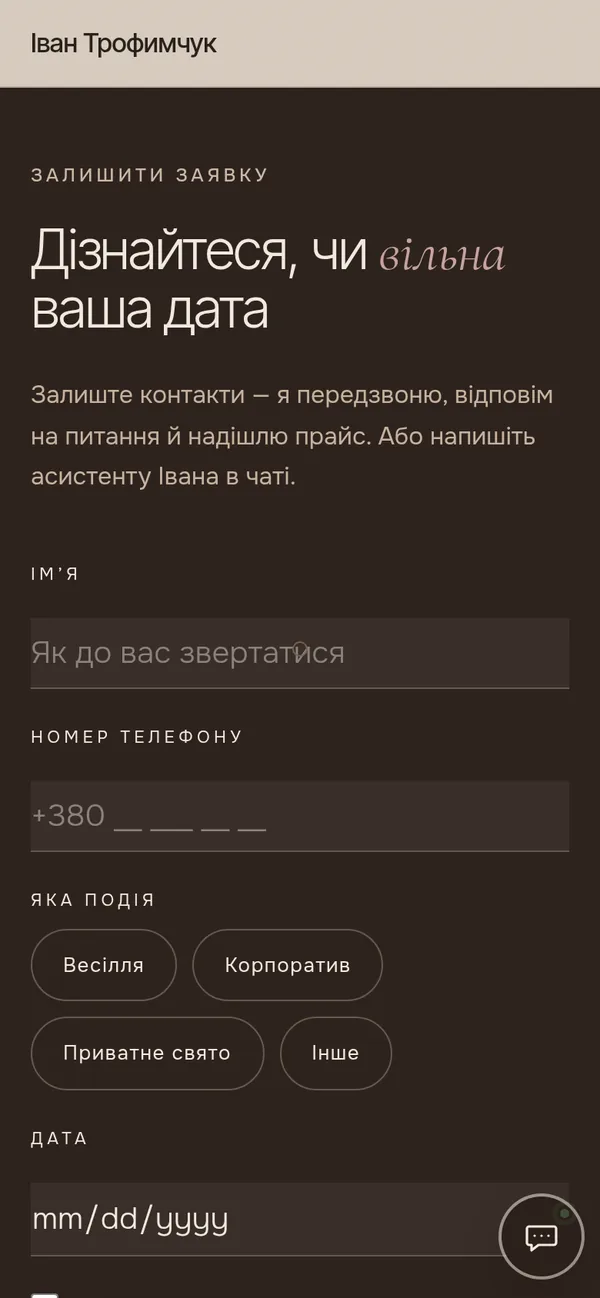 Іван Трофимчук
ЗАЛИШИТИ ЗАЯВКУ
Дізнайтеся, чи вільна
ваша дата
Залиште контакти — я передзвоню, відповім
на питання й надішлю прайс. Або напишіть
асистенту Івана в чаті.
ІМ’Я
Як до вас звертатися
НОМЕР ТЕЛЕФОНУ
+380 __ ___ __ __
ЯКА ПОДІЯ
Весілля Корпоратив
Приватне свято Інше
ДАТА
mm/dd/yyyy